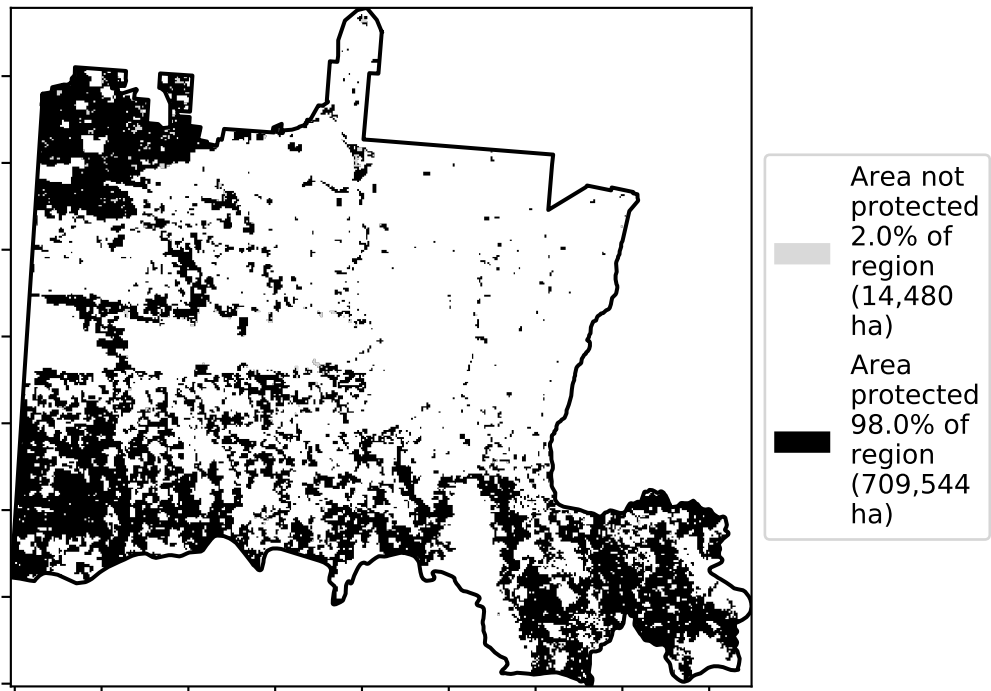 Area not
protected
2.0% of
region
(14,480
ha)
Area
protected
98.0% of
region
(709,544
ha)